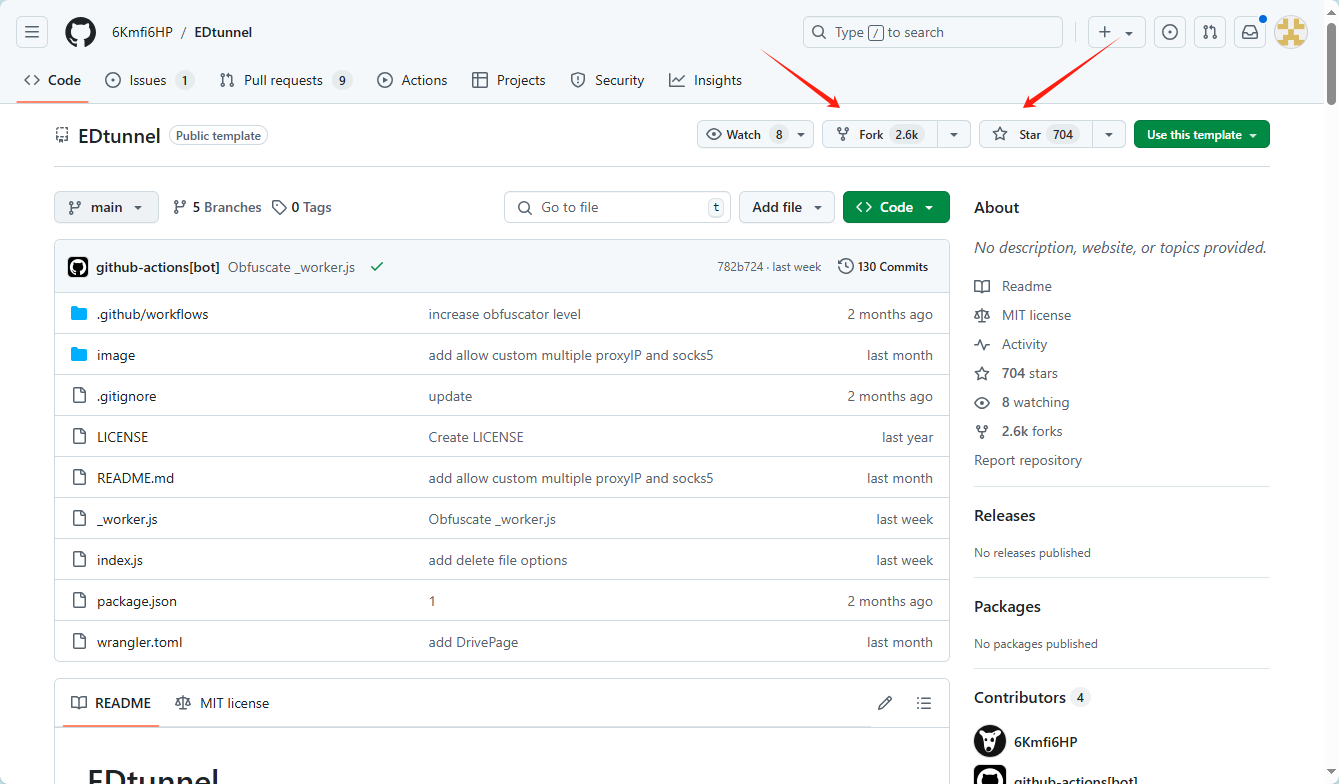 6Kmfi6HP / EDtunnel
Type / to search
Code Issues 1 Pull requests 9 Actions Projects Security Insights
EDtunnel Public template
Watch 8 Fork 2.6k Star 704 Use this template
main 5 Branches 0 Tags Go to file t Add file Code
github-actions[bot] Obfuscate _worker.js 782b724 · last week 130 Commits
.github/workflows increase obfuscator level 2 months ago
image add allow custom multiple proxyIP and socks5 last month
.gitignore update 2 months ago
LICENSE Create LICENSE last year
README.md add allow custom multiple proxyIP and socks5 last month
_worker.js Obfuscate _worker.js last week
index.js add delete file options last week
package.json 1 2 months ago
wrangler.toml add DrivePage last month
README MIT license
EDtunnel
About
No description, website, or topics provided.
Readme
MIT license
Activity
704 stars
8 watching
2.6k forks
Report repository
Releases
No releases published
Packages
No packages published
Contributors 4
6Kmfi6HP
github-actions[bot]